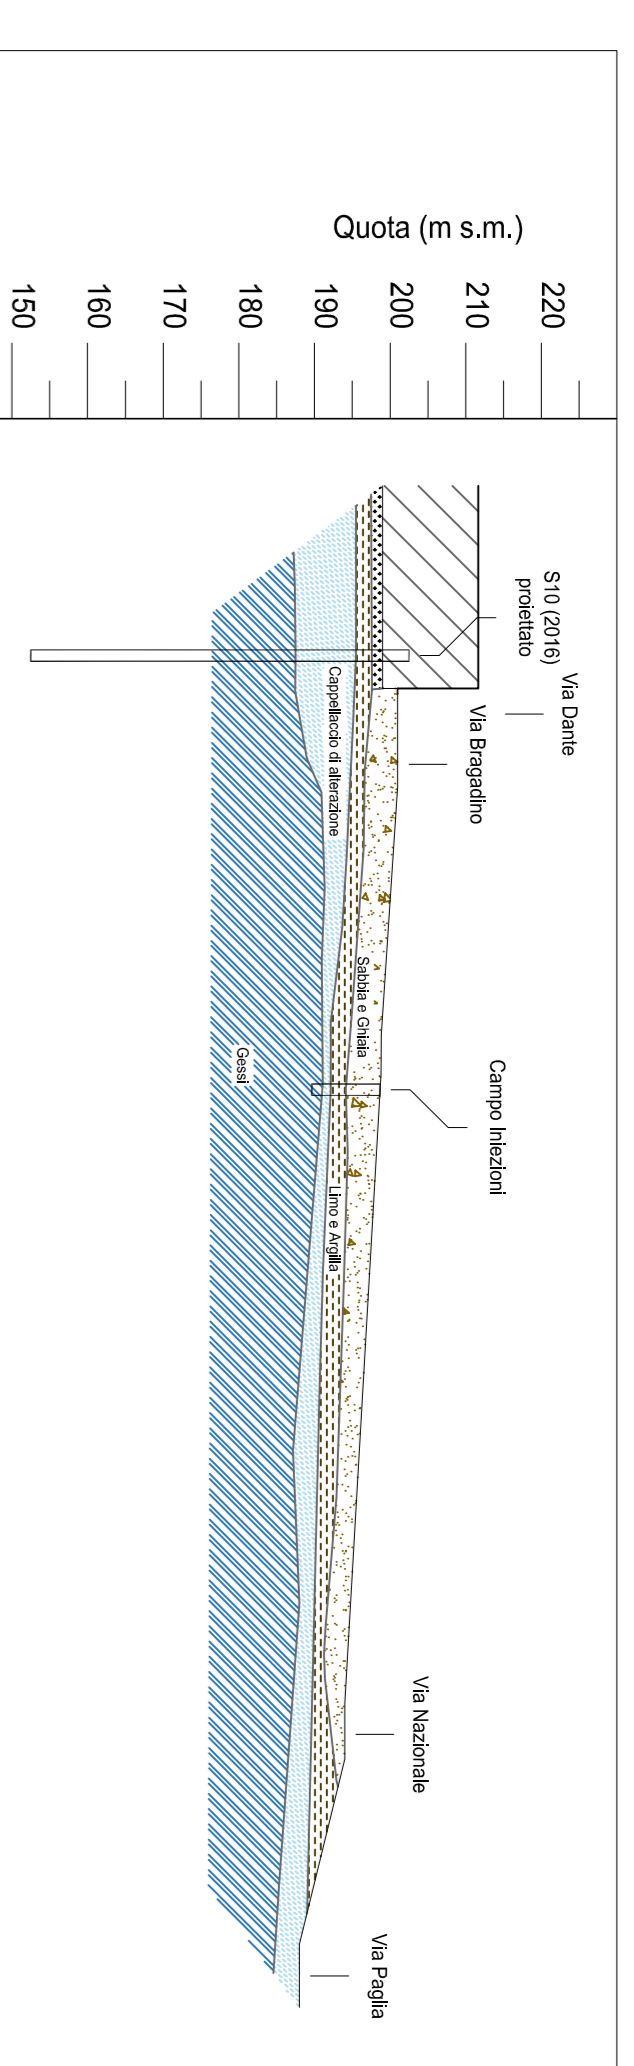 Quota (m s.m.)
220
210
200
190
180
170
160
150
S10 (2016)
proiettato
Via Dante
Via Bragadino
Campo Iniezioni
Via Nazionale
Via Paglia
Cappellaccio di alterazione
Sabbia e Ghiaia
Limo e Argilla
Gessi